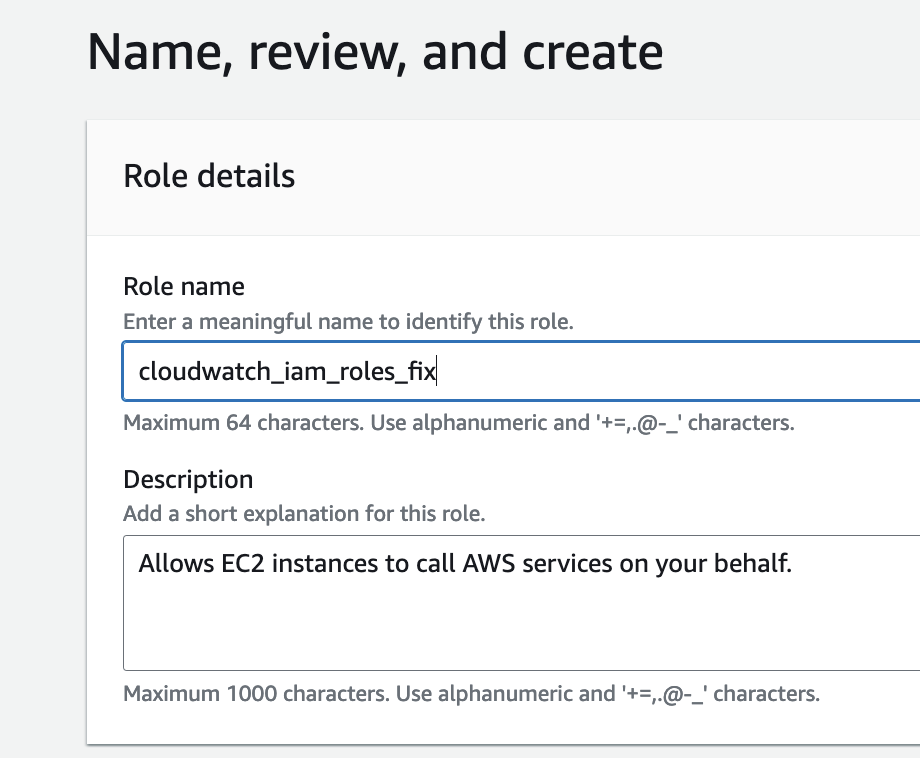 Name, review, and create
Role details
Role name
Enter a meaningful name to identify this role.
cloudwatch_iam_roles_fix
Maximum 64 characters. Use alphanumeric and '+=,.@-_' characters.
Description
Add a short explanation for this role.
Allows EC2 instances to call AWS services on your behalf.
Maximum 1000 characters. Use alphanumeric and '+=,.@-_' characters.